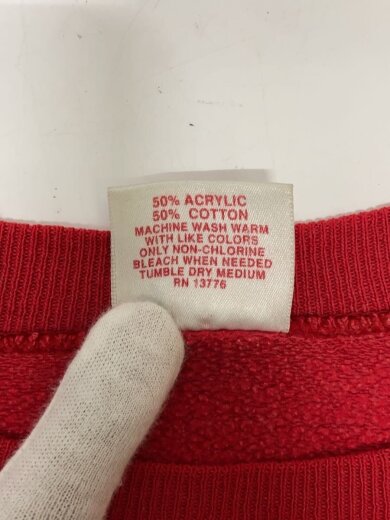 50% ACRYLIC
50% COTTON
MACHINE WASH WARM
WITH LIKE COLORS
ONLY NON-CHLORINE
BLEACH WHEN NEEDED
TUMBLE DRY MEDIUM
RN 13776